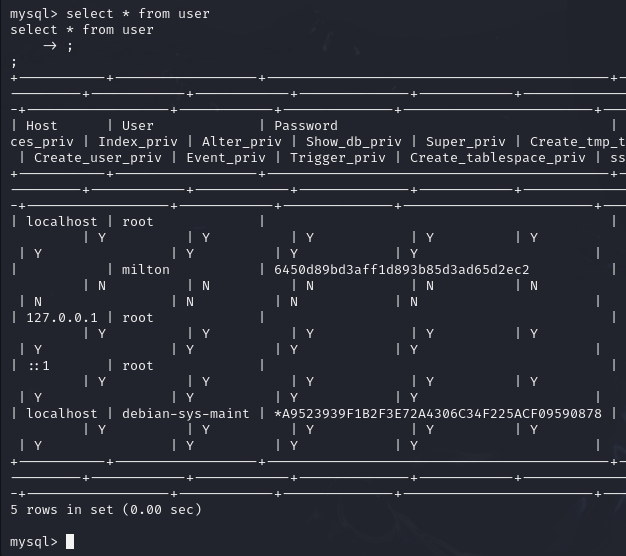 mysql> select * from user
select * from user
    -> ;
;
+-----------+------------------+-------------------------------------------+-
---------+------------+------------+--------------+------------+-------------
-+------------------+------------+--------------+------------------------+---
| Host      | User             | Password                                  |
ces_priv | Index_priv | Alter_priv | Show_db_priv | Super_priv | Create_tmp_t
 | Create_user_priv | Event_priv | Trigger_priv | Create_tablespace_priv | ss
+-----------+------------------+-------------------------------------------+-
---------+------------+------------+--------------+------------+-------------
-+------------------+------------+--------------+------------------------+---
| localhost | root             |                                           |
         | Y          | Y          | Y            | Y          | Y
 | Y                | Y          | Y            | Y                      |
|           | milton           | 6450d89bd3aff1d893b85d3ad65d2ec2          |
         | N          | N          | N            | N          | N
 | N                | N          | N            | N                      |
| 127.0.0.1 | root             |                                           |
         | Y          | Y          | Y            | Y          | Y
 | Y                | Y          | Y            | Y                      |
| ::1       | root             |                                           |
         | Y          | Y          | Y            | Y          | Y
 | Y                | Y          | Y            | Y                      |
| localhost | debian-sys-maint | *A9523939F1B2F3E72A4306C34F225ACF09590878 |
         | Y          | Y          | Y            | Y          | Y
 | Y                | Y          | Y            | Y                      |
+-----------+------------------+-------------------------------------------+-
---------+------------+------------+--------------+------------+-------------
-+------------------+------------+--------------+------------------------+---
5 rows in set (0.00 sec)
mysql>